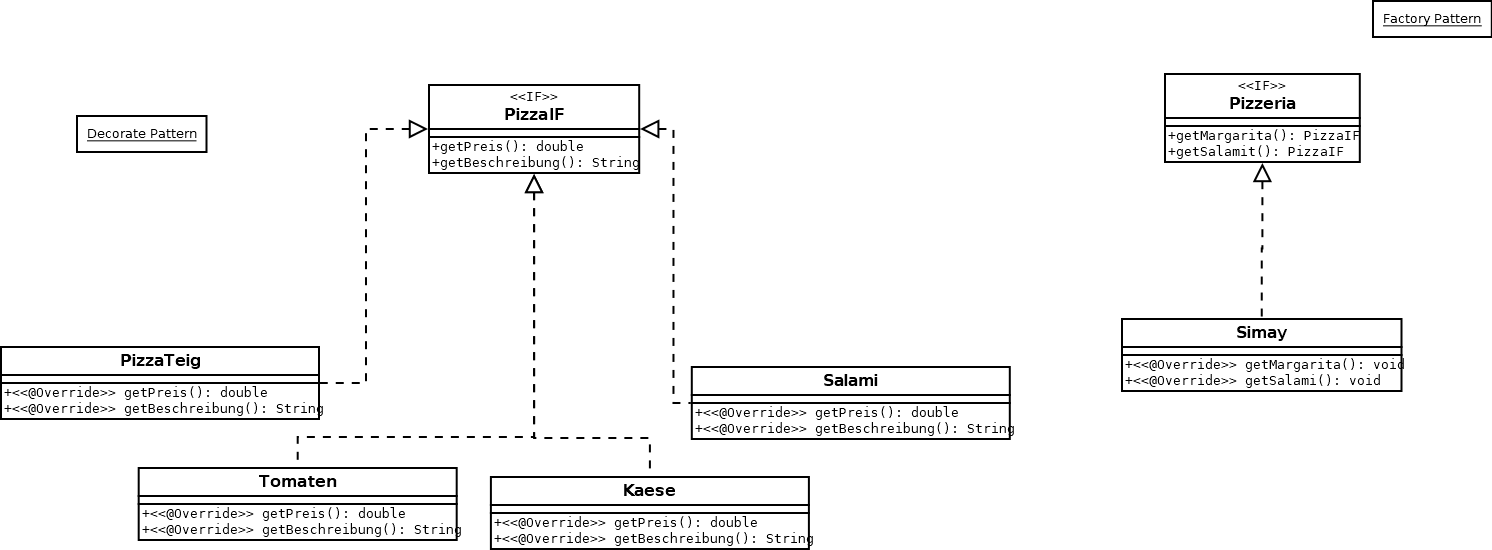 Factory Pattern
<<IF>>
Pizzeria
+getMargarita(): PizzaIF
+getSalamit(): PizzaIF
<<IF>>
PizzaIF
+getPreis(): double
+getBeschreibung(): String
Decorate Pattern
Simay
+<<@Override>> getMargarita(): void
+<<@Override>> getSalami(): void
PizzaTeig
+<<@Override>> getPreis(): double
+<<@Override>> getBeschreibung(): String
Salami
+<<@Override>> getPreis(): double
+<<@Override>> getBeschreibung(): String
Tomaten
+<<@Override>> getPreis(): double
+<<@Override>> getBeschreibung(): String
Kaese
+<<@Override>> getPreis(): double
+<<@Override>> getBeschreibung(): String